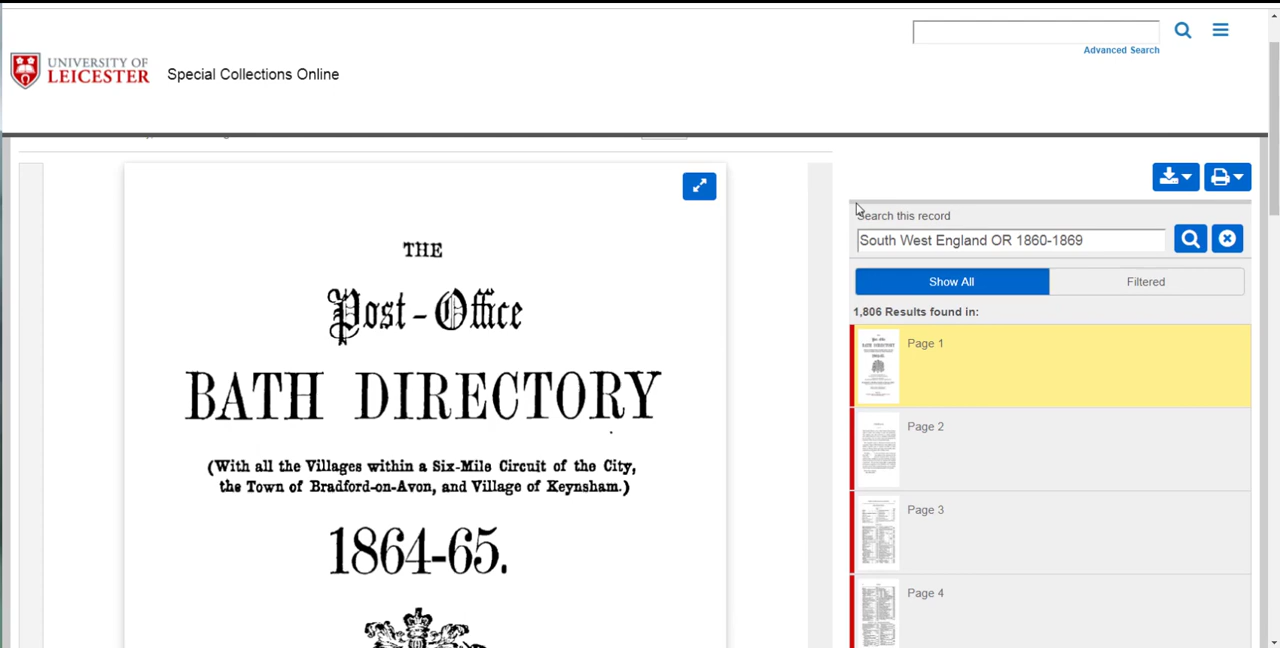 Advanced Search
UNIVERSITY OF
LEICESTER
Special Collections Online
THE
Post-Office
BATH DIRECTORY
(With all the Villages within a Six-Mile Circuit of the City,
the Town of Bradford-on-Avon, and Village of Keynsham.)
1864-65.
Search this record
South West England OR 1860-1869
Show All
Filtered
1,806 Results found in:
Page 1
Page 2
Page 3
Page 4